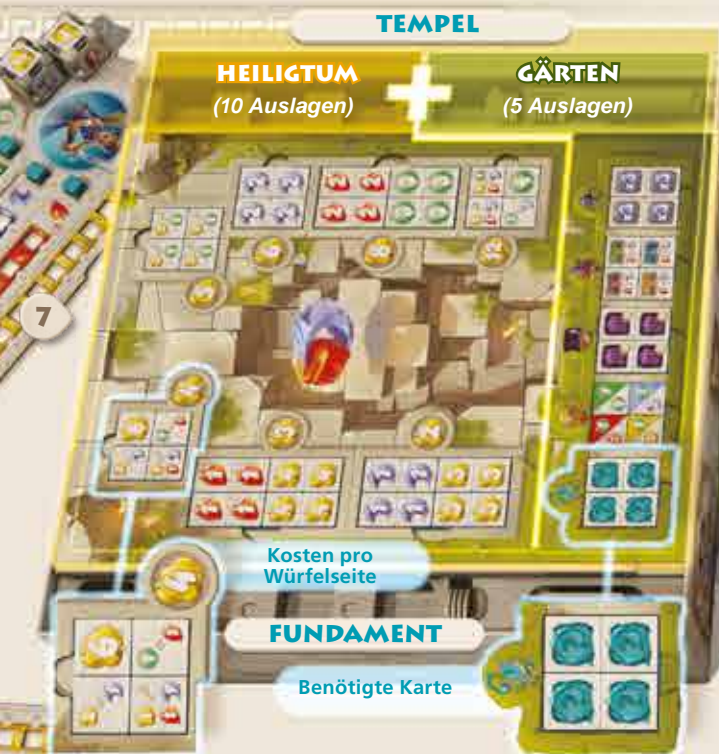 TEMPEL
HEILIGTUM
(10 Auslagen)
GÄRTEN
(5 Auslagen)
7
Kosten pro
Würfelseite
FUNDAMENT
Benötigte Karte